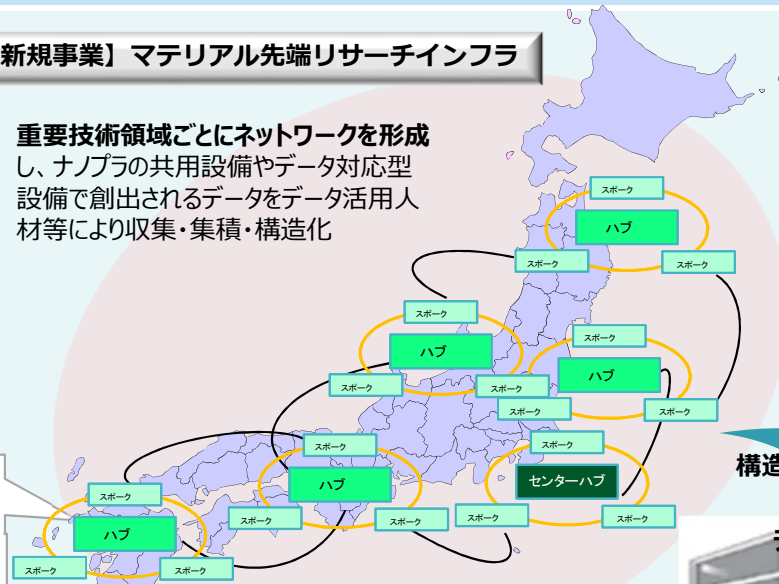 新規事業】マテリアル先端リサーチインフラ
重要技術領域ごとにネットワークを形成
し、ナノプラの共用設備やデータ対応型
設備で創出されるデータをデータ活用人
材等により収集・集積・構造化
スポーク
ハブ
スポーク
スポーク
スポーク
ハブ
スポーク
スポーク
スポーク
ハブ
スポーク
スポーク
スポーク
ハブ
スポーク
スポーク
スポーク
センターハブ
スポーク
スポーク
スポーク
ハブ
スポーク
スポーク
構造